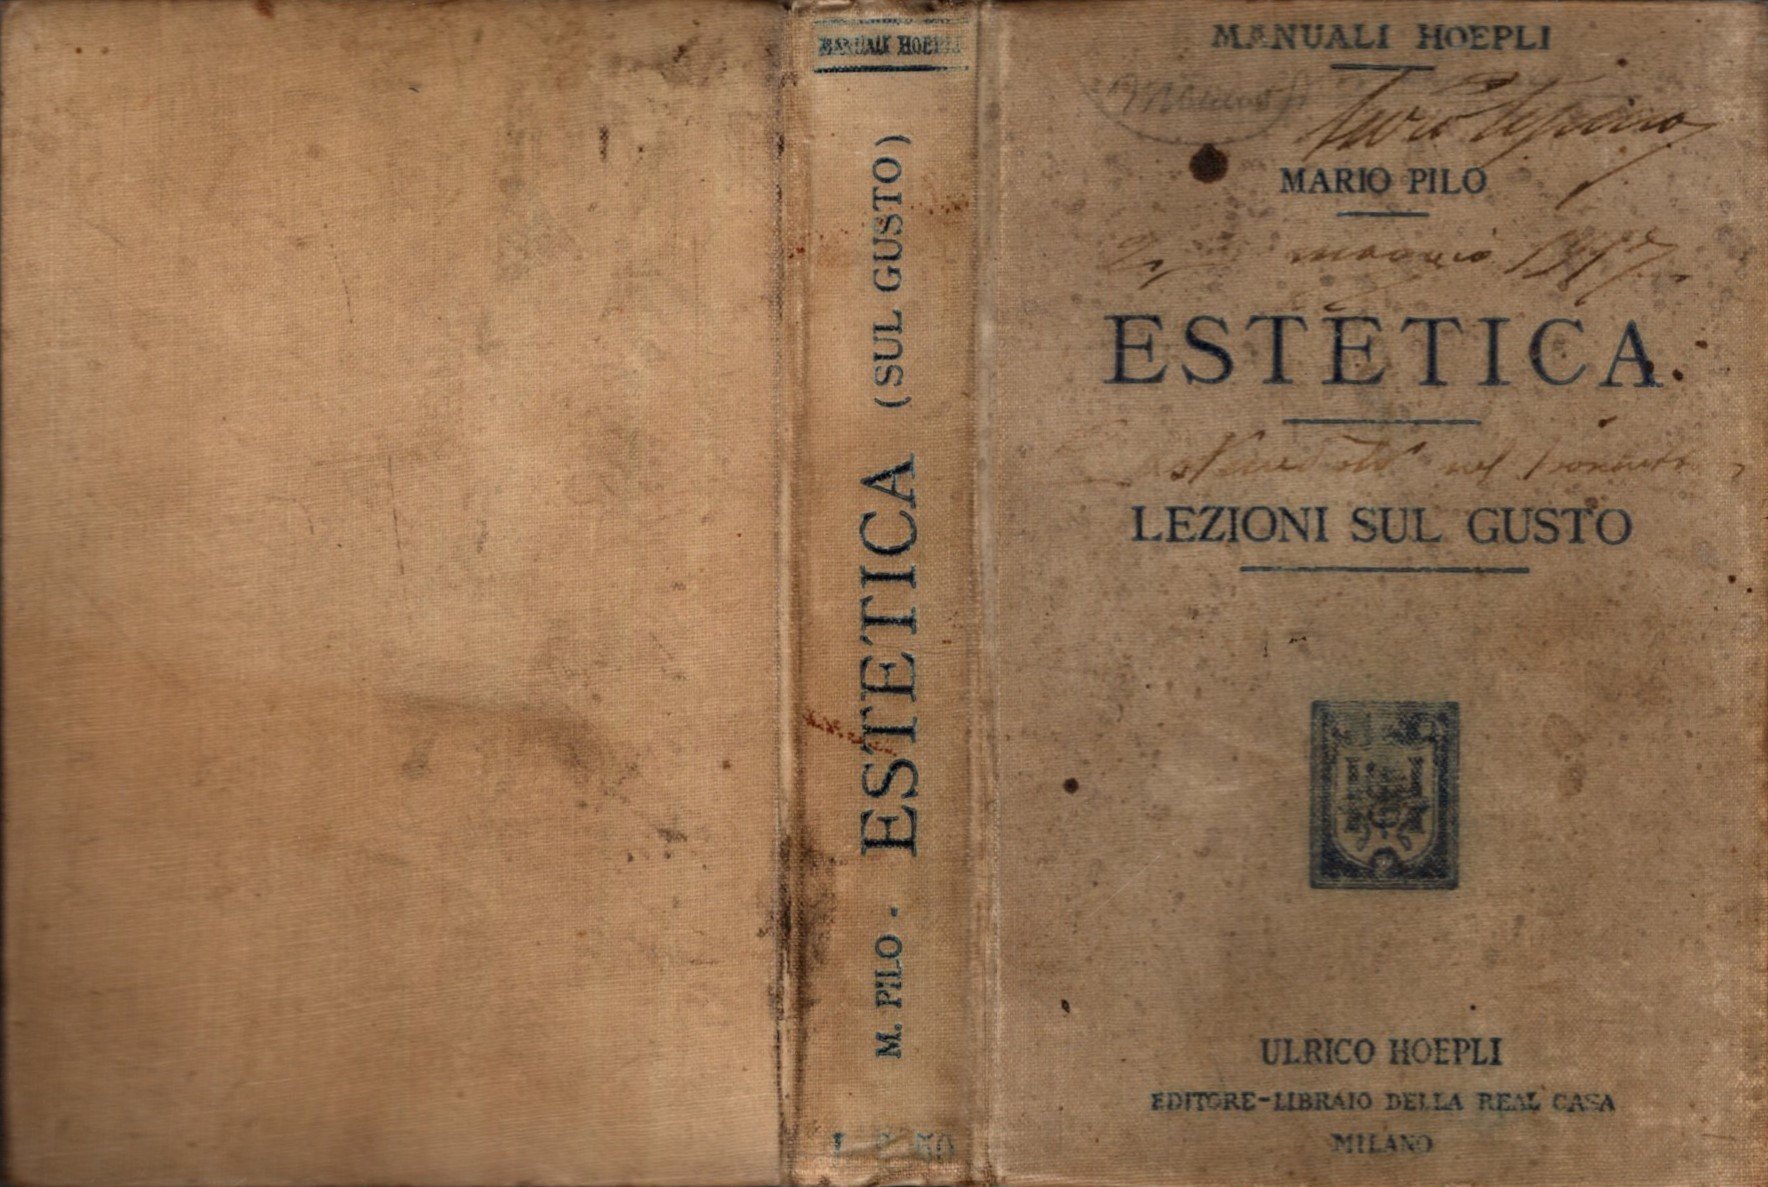 MANUALI HOEPLI
M. PILO - ESTETICA (SUL GUSTO)
MANUALI HOEPLI
MARIO PILO
maggio
ESTETICA
nel
LEZIONI SUL GUSTO
ULRICO HOEPLI
EDITORE-LIBRAIO DELLA REAL CASA
MILANO